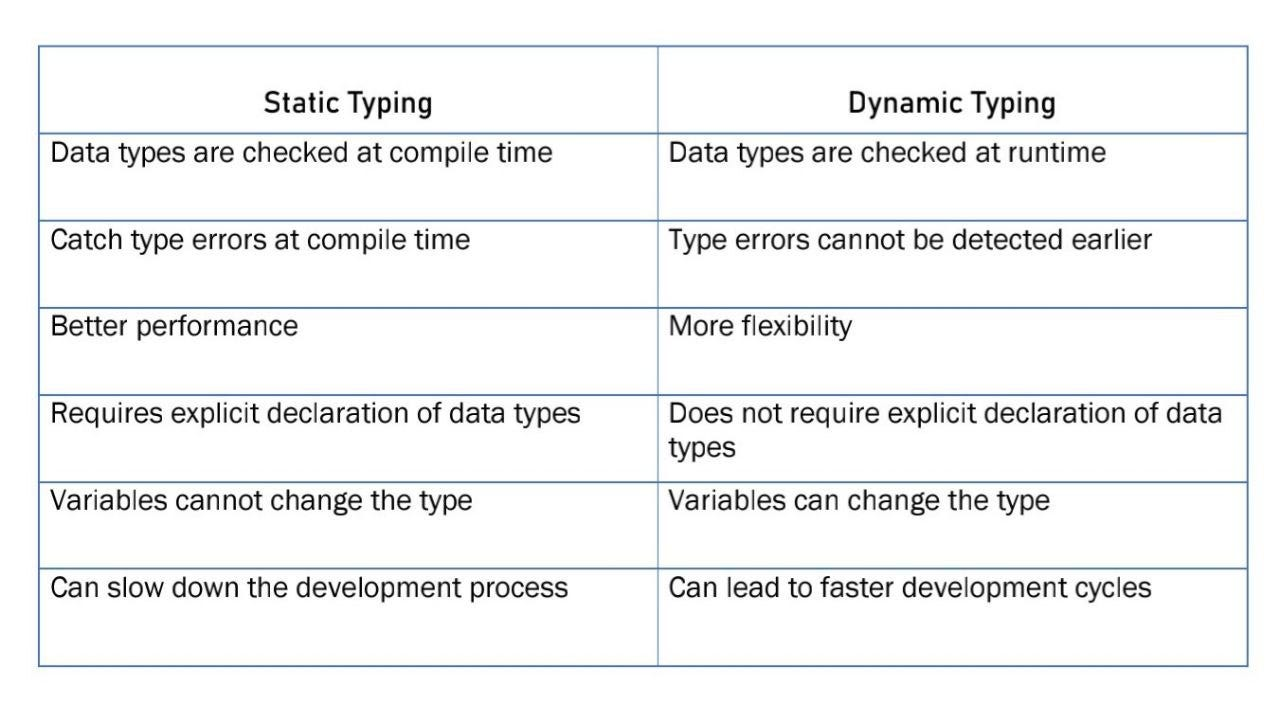 Static Typing
Dynamic Typing
Data types are checked at compile time
Data types are checked at runtime
Catch type errors at compile time
Type errors cannot be detected earlier
Better performance
More flexibility
Requires explicit declaration of data types
Does not require explicit declaration of data
types
Variables cannot change the type
Variables can change the type
Can slow down the development process
Can lead to faster development cycles